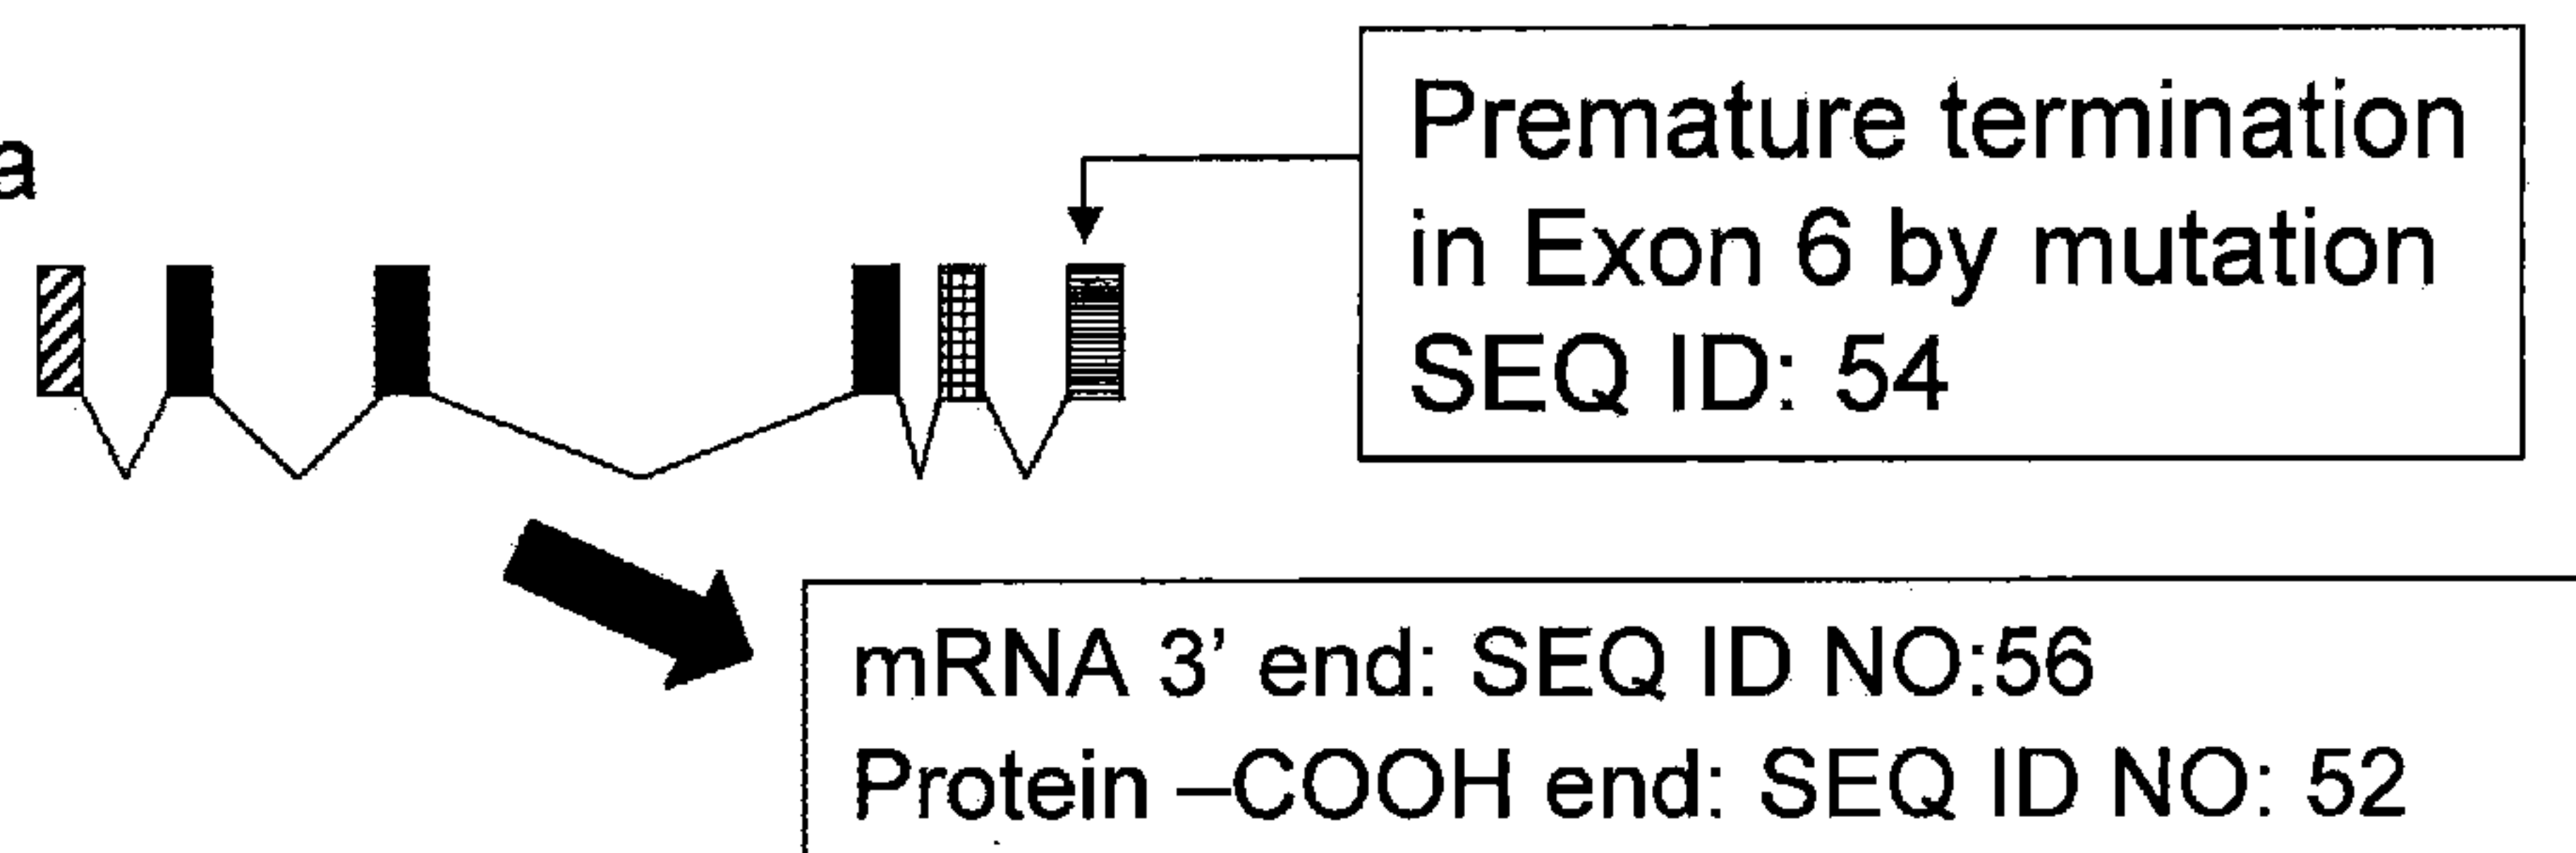 a
Premature termination
in Exon 6 by mutation
SEQ ID: 54
mRNA 3’ end: SEQ ID NO:56
Protein –COOH end: SEQ ID NO: 52